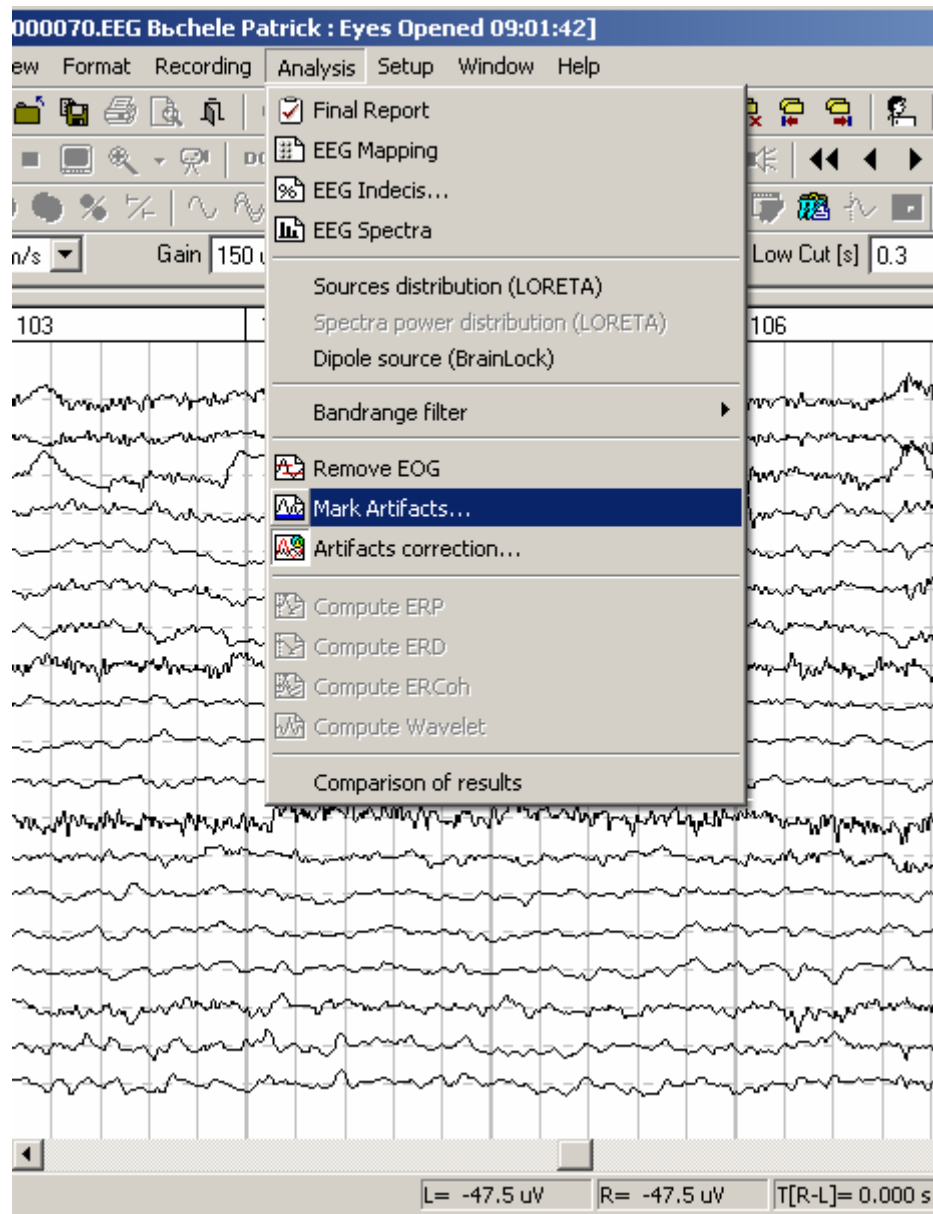 000070.EEG Вьchele Patrick : Eyes Opened 09:01:42]
ew Format Recording Analysis Setup Window Help
Final Report
EEG Mapping
EEG Indecis...
EEG Spectra
n/s Gain 150 Low Cut [s] 0.3
Sources distribution (LORETA)
103 106
Spectra power distribution (LORETA)
Dipole source (BrainLock)
Bandrange filter
Remove EOG
Mark Artifacts...
Artifacts correction...
Compute ERP
Compute ERD
Compute ERCoh
Compute Wavelet
Comparison of results
L= -47.5 uV R= -47.5 uV T[R-L]= 0.000 s